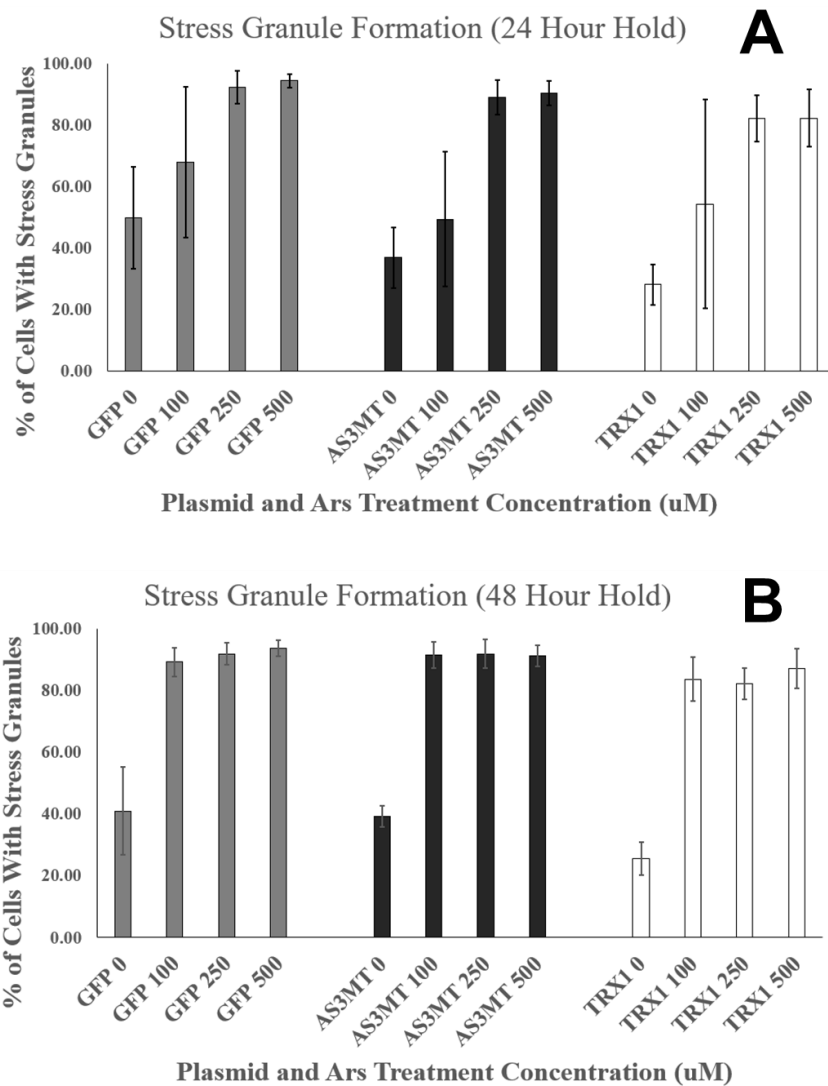 Stress Granule Formation (24 Hour Hold)
A
% of Cells With Stress Granules
100.00
80.00
60.00
40.00
20.00
0.00
GFP 0
GFP 100
GFP 250
GFP 500
AS3MT 0
AS3MT 100
AS3MT 250
AS3MT 500
TRX1 0
TRX1 100
TRX1 250
TRX1 500
Plasmid and Ars Treatment Concentration (uM)
Stress Granule Formation (48 Hour Hold)
B
% of Cells With Stress Granules
100.00
80.00
60.00
40.00
20.00
0.00
GFP 0
GFP 100
GFP 250
GFP 500
AS3MT 0
AS3MT 100
AS3MT 250
AS3MT 500
TRX1 0
TRX1 100
TRX1 250
TRX1 500
Plasmid and Ars Treatment Concentration (uM)